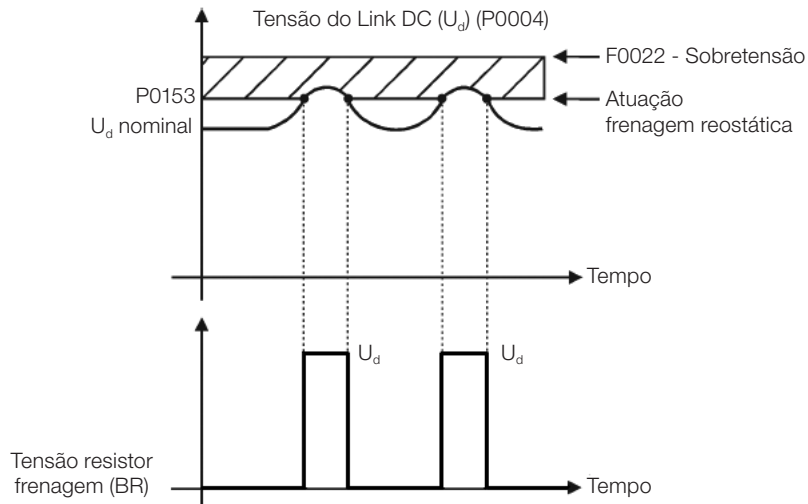 Tensão do Link DC (Ud) (P0004)
F0022 - Sobretensão
P0153
Atuação
frenagem reostática
Ud nominal
Tempo
Ud
Ud
Tensão resistor
frenagem (BR)
Tempo